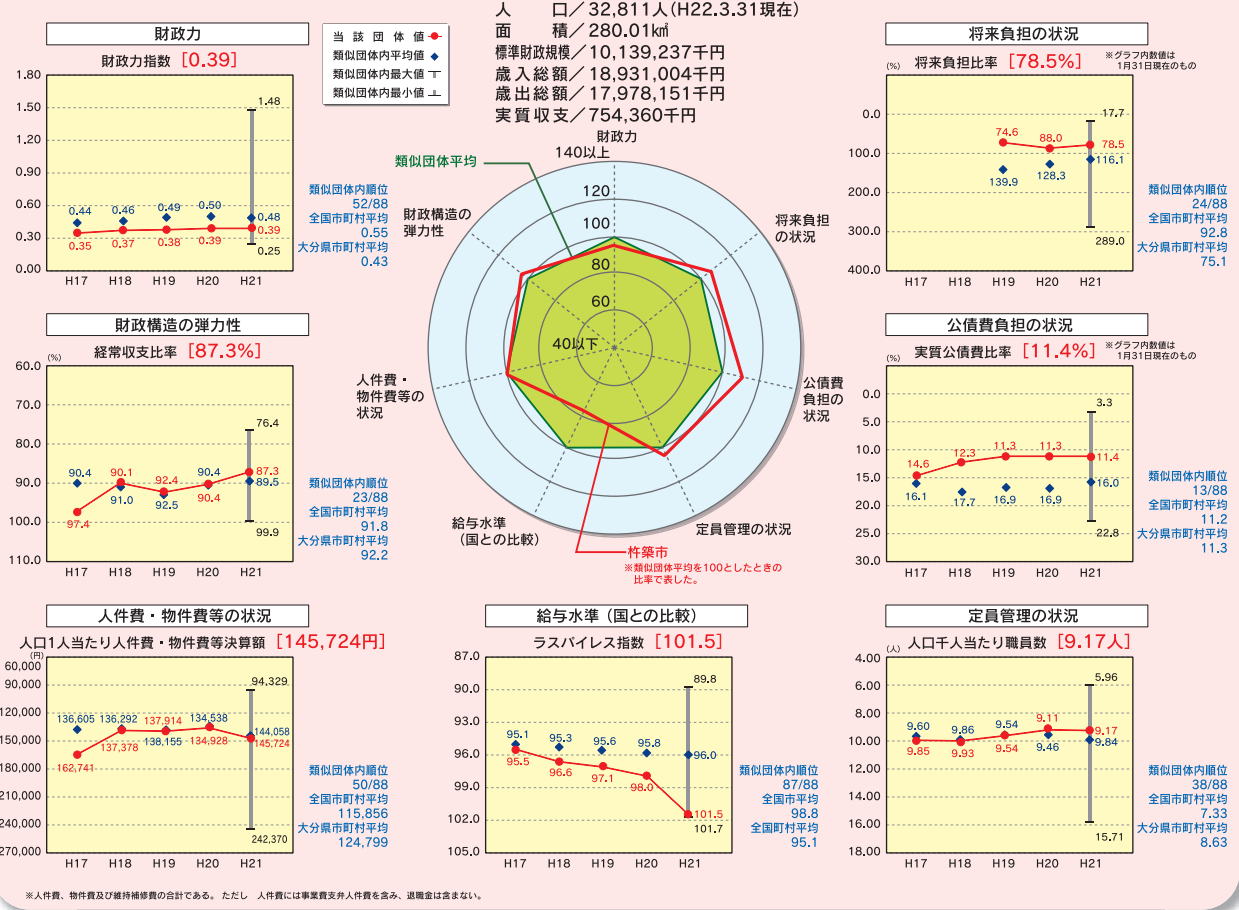 人　　口／32,811人(H22.3.31現在)
面　　積／280.01㎢
標準財政規模／10,139,237千円
歳入総額／18,931,004千円
歳出総額／17,978,151千円
実質収支／754,360千円
当該団体値
類似団体内平均値
類似団体内最大値
類似団体内最小値
財政力
財政力指数 [0.39]
1.80
1.50
1.20
0.90
0.60
0.30
0.00
1.48
0.44 0.46 0.49 0.50 0.48
0.35 0.37 0.38 0.39 0.39
0.25
H17 H18 H19 H20 H21
類似団体内順位
52/88
全国市町村平均
0.55
大分県市町村平均
0.43
財政構造の弾力性
経常収支比率 [87.3%]
(%)
60.0
70.0
80.0
90.0
100.0
110.0
76.4
90.4 90.1 92.4 90.4 87.3
97.4 91.0 92.5 90.4 89.5
99.9
H17 H18 H19 H20 H21
類似団体内順位
23/88
全国市町村平均
91.8
大分県市町村平均
92.2
類似団体平均
財政力
140以上
120
100
80
60
40以下
将来負担
の状況
公債費
負担の
状況
定員管理の状況
給与水準
（国との比較）
人件費・
物件費等の
状況
財政構造の
弾力性
杵築市
※類似団体平均を100としたときの
比率で表した。
将来負担の状況
将来負担比率 [78.5%]
※グラフ内数値は
1月31日現在のもの
(%)
0.0
100.0
200.0
300.0
400.0
17.7
74.6 88.0 78.5
139.9 128.3 116.1
289.0
H17 H18 H19 H20 H21
類似団体内順位
24/88
全国市町村平均
92.8
大分県市町村平均
75.1
公債費負担の状況
実質公債費比率 [11.4%]
※グラフ内数値は
1月31日現在のもの
(%)
0.0
5.0
10.0
15.0
20.0
25.0
30.0
3.3
14.6 12.3 11.3 11.3 11.4
16.1 17.7 16.9 16.9 16.0
22.8
H17 H18 H19 H20 H21
類似団体内順位
13/88
全国市町村平均
11.2
大分県市町村平均
11.3
人件費・物件費等の状況
人口1人当たり人件費・物件費等決算額 [145,724円]
(円)
60,000
90,000
120,000
150,000
180,000
210,000
240,000
270,000
94,329
136,605 136,292 137,914 134,538 144,058
162,741 137,378 138,155 134,928 145,724
242,370
H17 H18 H19 H20 H21
類似団体内順位
50/88
全国市町村平均
115,856
大分県市町村平均
124,799
給与水準（国との比較）
ラスパイレス指数 [101.5]
87.0
90.0
93.0
96.0
99.0
102.0
105.0
89.8
95.1 95.3 95.6 95.8 96.0
95.5 96.6 97.1 98.0 101.5
101.7
H17 H18 H19 H20 H21
類似団体内順位
87/88
全国市平均
98.8
全国町村平均
95.1
定員管理の状況
人口千人当たり職員数 [9.17人]
(人)
4.00
6.00
8.00
10.00
12.00
14.00
16.00
18.00
5.96
9.60 9.86 9.54 9.11 9.17
9.85 9.93 9.54 9.46 9.84
15.71
H17 H18 H19 H20 H21
類似団体内順位
38/88
全国市町村平均
7.33
大分県市町村平均
8.63
※人件費、物件費及び維持補修費の合計である。ただし　人件費には事業費支弁人件費を含み、退職金は含まない。